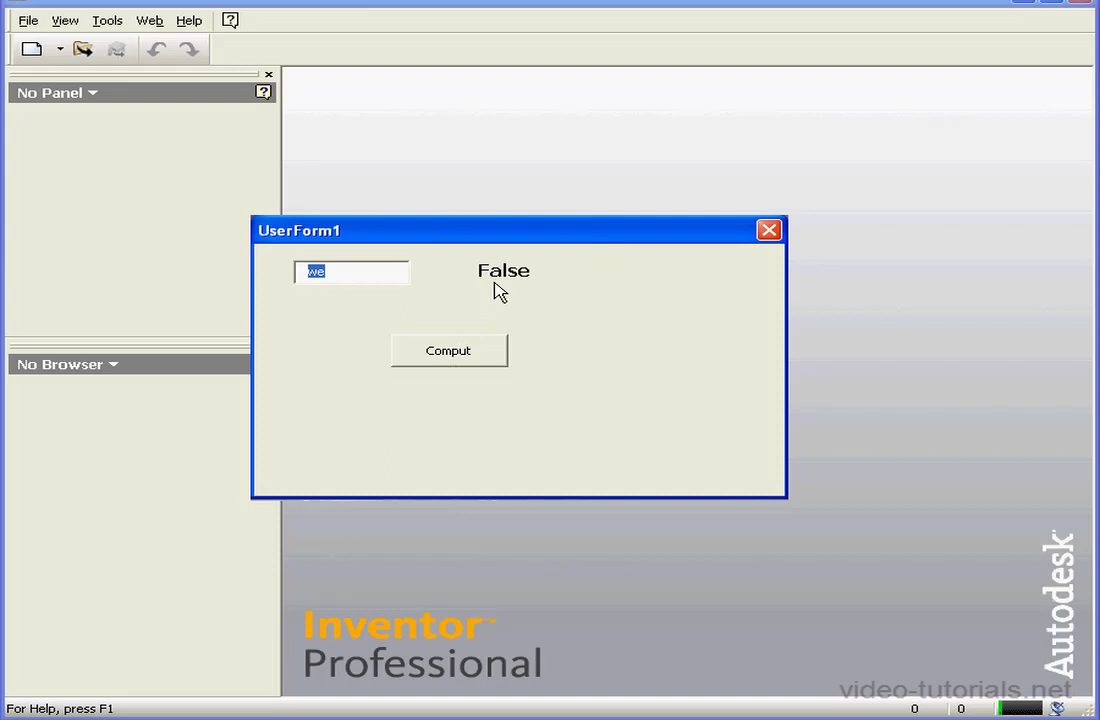 File View Tools Web Help
No Panel
UserForm1
we
False
Comput
No Browser
Inventor™
Professional
Autodesk
video-tutorials.net
For Help, press F1
0 0